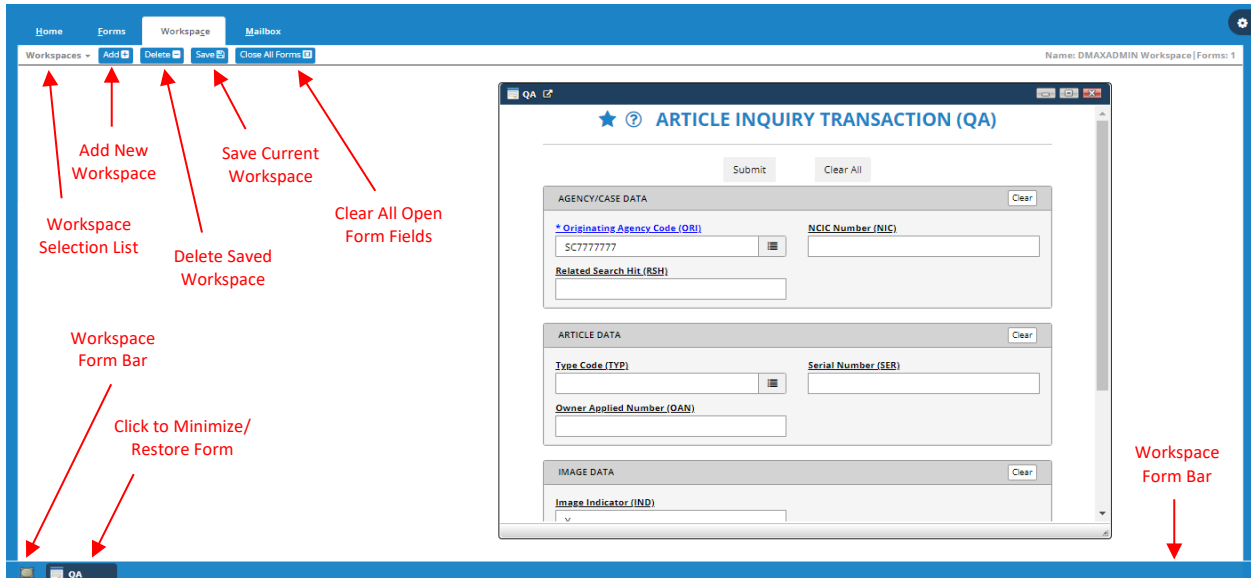 Home Forms Workspace Mailbox
Workspaces Add Delete Save Close All Forms Name: DMAXADMIN Workspace|Forms: 1
QA
ARTICLE INQUIRY TRANSACTION (QA)
Submit Clear All
AGENCY/CASE DATA Clear
* Originating Agency Code (ORI) NCIC Number (NIC)
SC7777777
Related Search Hit (RSH)
ARTICLE DATA Clear
Type Code (TYP) Serial Number (SER)
Owner Applied Number (OAN)
IMAGE DATA Clear
Image Indicator (IND)
Y
Add New
Workspace
Save Current
Workspace
Clear All Open
Form Fields
Workspace
Selection List
Delete Saved
Workspace
Workspace
Form Bar
Click to Minimize/
Restore Form
Workspace
Form Bar
QA